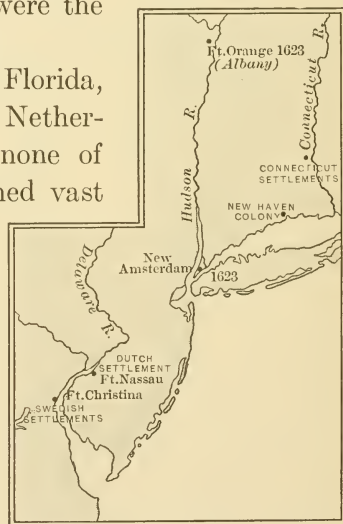 were the
Florida,
Nether-
none of
ned vast
Ft.Orange 1623
(Albany)
Connecticut R.
Hudson R.
CONNECTICUT
SETTLEMENTS
NEW HAVEN
COLONY
New
Amsterdam
1623
Delaware R.
DUTCH
SETTLEMENT
Ft.Nassau
Ft.Christina
SWEDISH
SETTLEMENTS